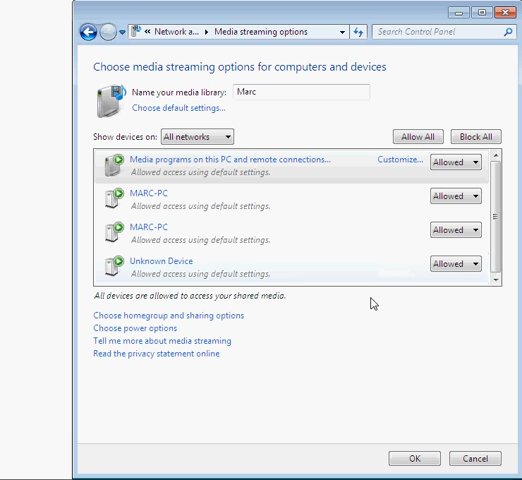 « Network a... ▸ Media streaming options
Search Control Panel
Choose media streaming options for computers and devices
Name your media library: Marc
Choose default settings...
Show devices on: All networks
Allow All
Block All
Media programs on this PC and remote connections... Customize... Allowed
Allowed access using default settings.
MARC-PC Allowed
Allowed access using default settings.
MARC-PC Allowed
Allowed access using default settings.
Unknown Device Allowed
Allowed access using default settings.
All devices are allowed to access your shared media.
Choose homegroup and sharing options
Choose power options
Tell me more about media streaming
Read the privacy statement online
OK
Cancel